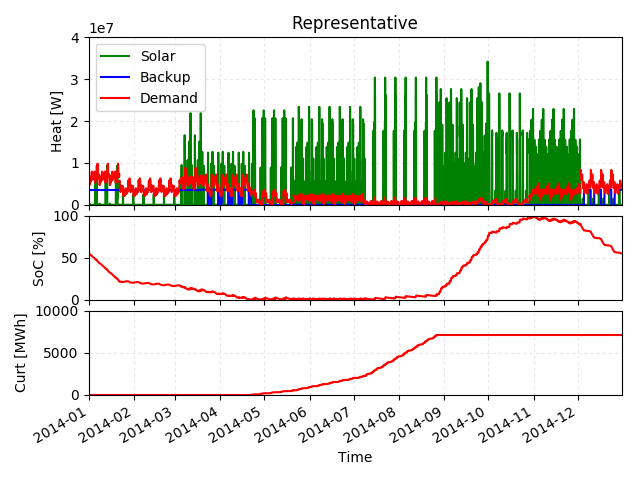 Representative
1e7
4
3
2
1
0
Heat [W]
Solar
Backup
Demand
100
50
0
SoC [%]
10000
5000
0
Curt [MWh]
2014-01
2014-02
2014-03
2014-04
2014-05
2014-06
2014-07
2014-08
2014-09
2014-10
2014-11
2014-12
Time